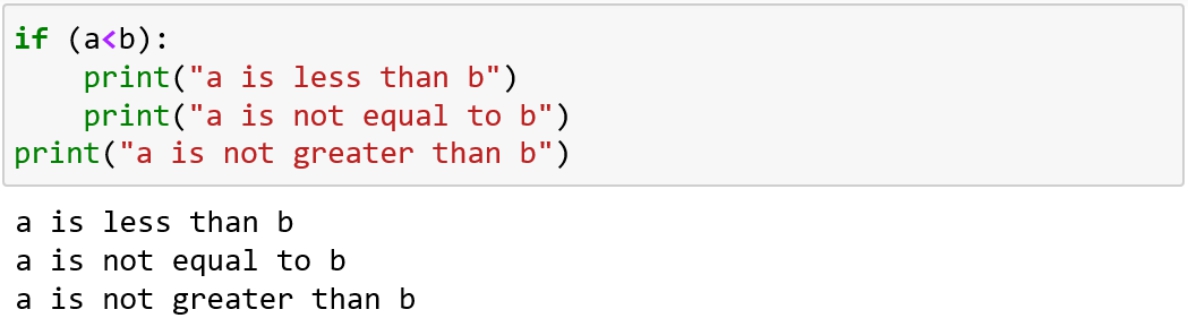 if (a<b):
    print("a is less than b")
    print("a is not equal to b")
print("a is not greater than b")
a is less than b
a is not equal to b
a is not greater than b